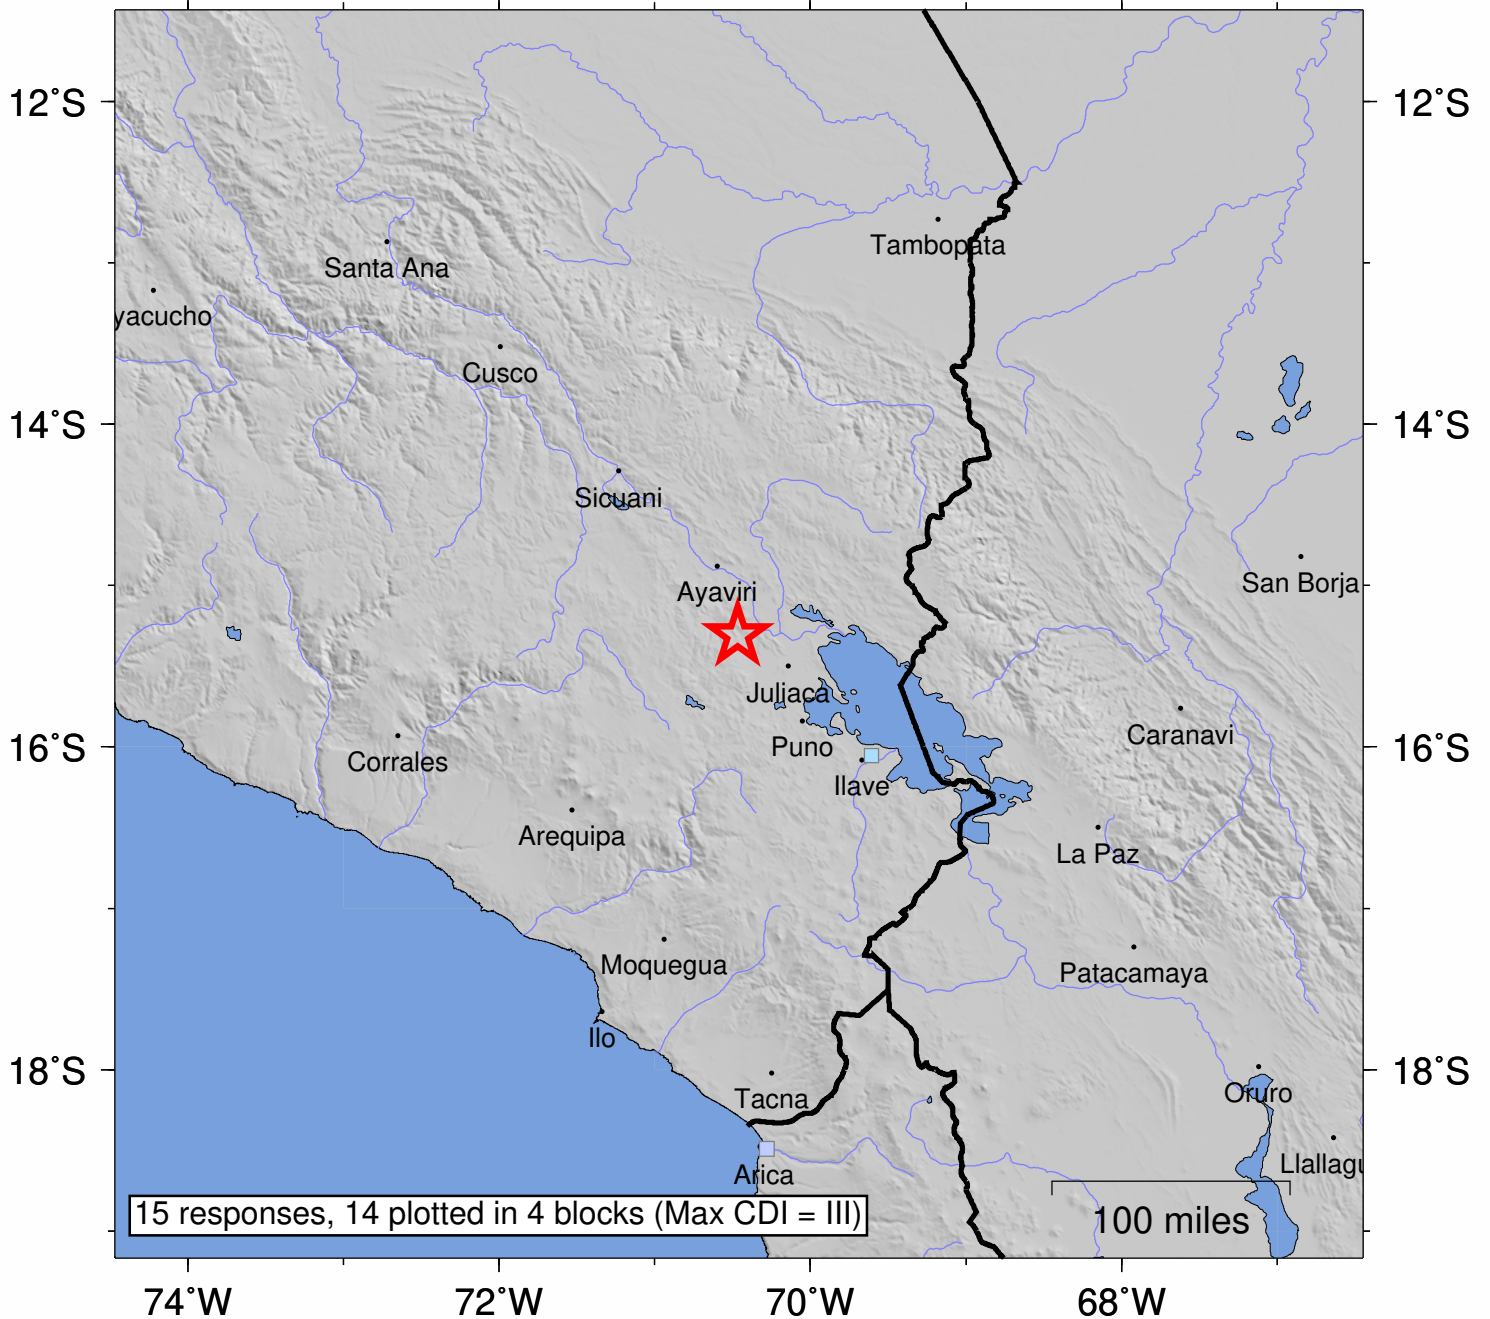 12°S 12°S
Tambopata
Santa Ana
yacucho
Cusco
14°S 14°S
Sicuani
Ayaviri
San Borja
Juliaca
Caranavi
Puno
16°S 16°S
Corrales
Ilave
Arequipa
La Paz
Moquegua
Patacamaya
Ilo
18°S 18°S
Tacna
Oruro
Arica
Llallagu
15 responses, 14 plotted in 4 blocks (Max CDI = III)
100 miles
74°W 72°W 70°W 68°W